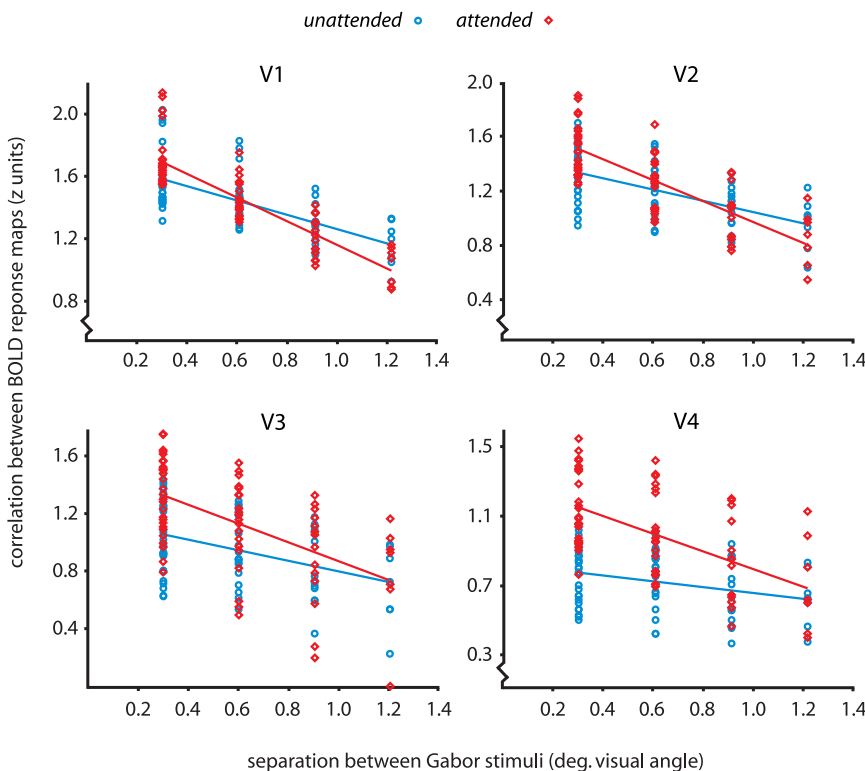 unattended attended
V1
V2
2.0
1.6
1.2
0.8
0.2 0.4 0.6 0.8 1.0 1.2 1.4
2.0
1.6
1.2
0.8
0.4
0.2 0.4 0.6 0.8 1.0 1.2 1.4
correlation between BOLD reponse maps (z units)
V3
V4
1.6
1.2
0.8
0.4
0.2 0.4 0.6 0.8 1.0 1.2 1.4
1.5
1.1
0.7
0.3
0.2 0.4 0.6 0.8 1.0 1.2 1.4
separation between Gabor stimuli (deg. visual angle)